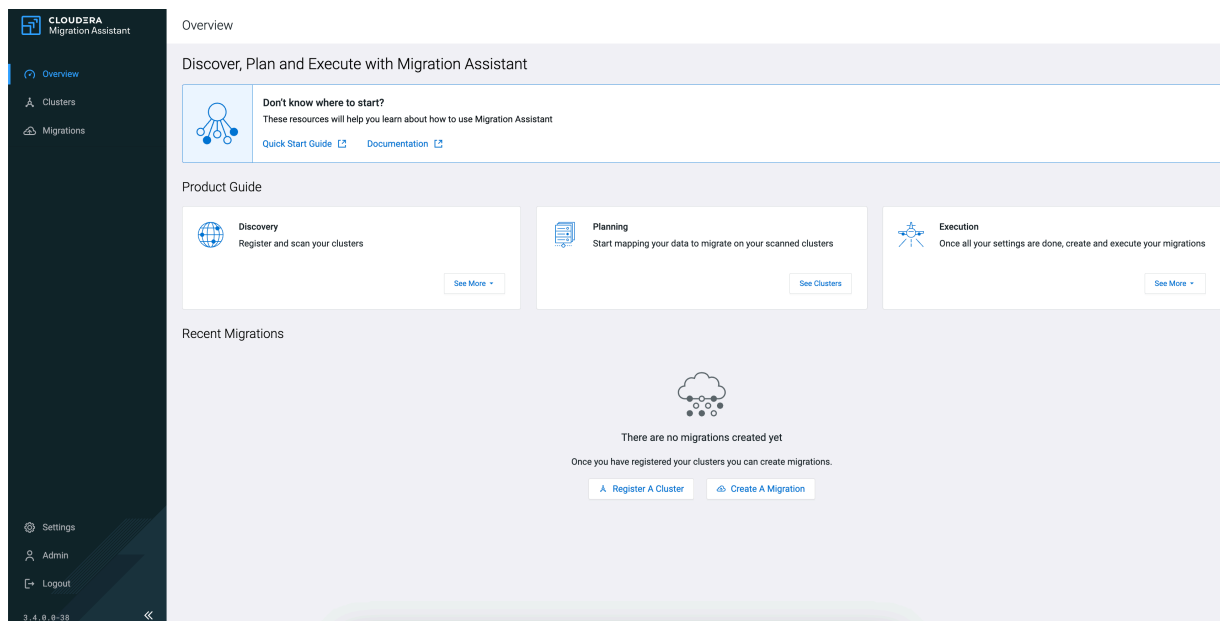 CLOUDERA
Migration Assistant
Overview
Clusters
Migrations
Settings
Admin
Logout
3.4.0.0-38
Overview
Discover, Plan and Execute with Migration Assistant
Don't know where to start?
These resources will help you learn about how to use Migration Assistant
Quick Start Guide Documentation
Product Guide
Discovery
Register and scan your clusters
See More
Planning
Start mapping your data to migrate on your scanned clusters
See Clusters
Execution
Once all your settings are done, create and execute your migrations
See More
Recent Migrations
There are no migrations created yet
Once you have registered your clusters you can create migrations.
Register A Cluster Create A Migration